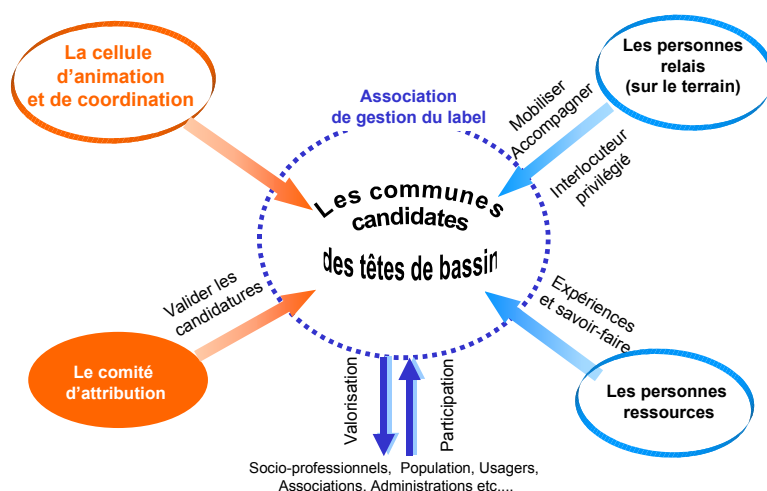 La cellule
d'animation
et de coordination
Les personnes
relais
(sur le terrain)
Association
de gestion du label
Mobiliser
Accompagner
Interlocuteur
privilégié
Les communes
candidates
des têtes de bassin
Valider les
candidatures
Expériences
et savoir-faire
Le comité
d'attribution
Les personnes
ressources
Valorisation
Participation
Socio-professionnels, Population, Usagers,
Associations, Administrations etc....